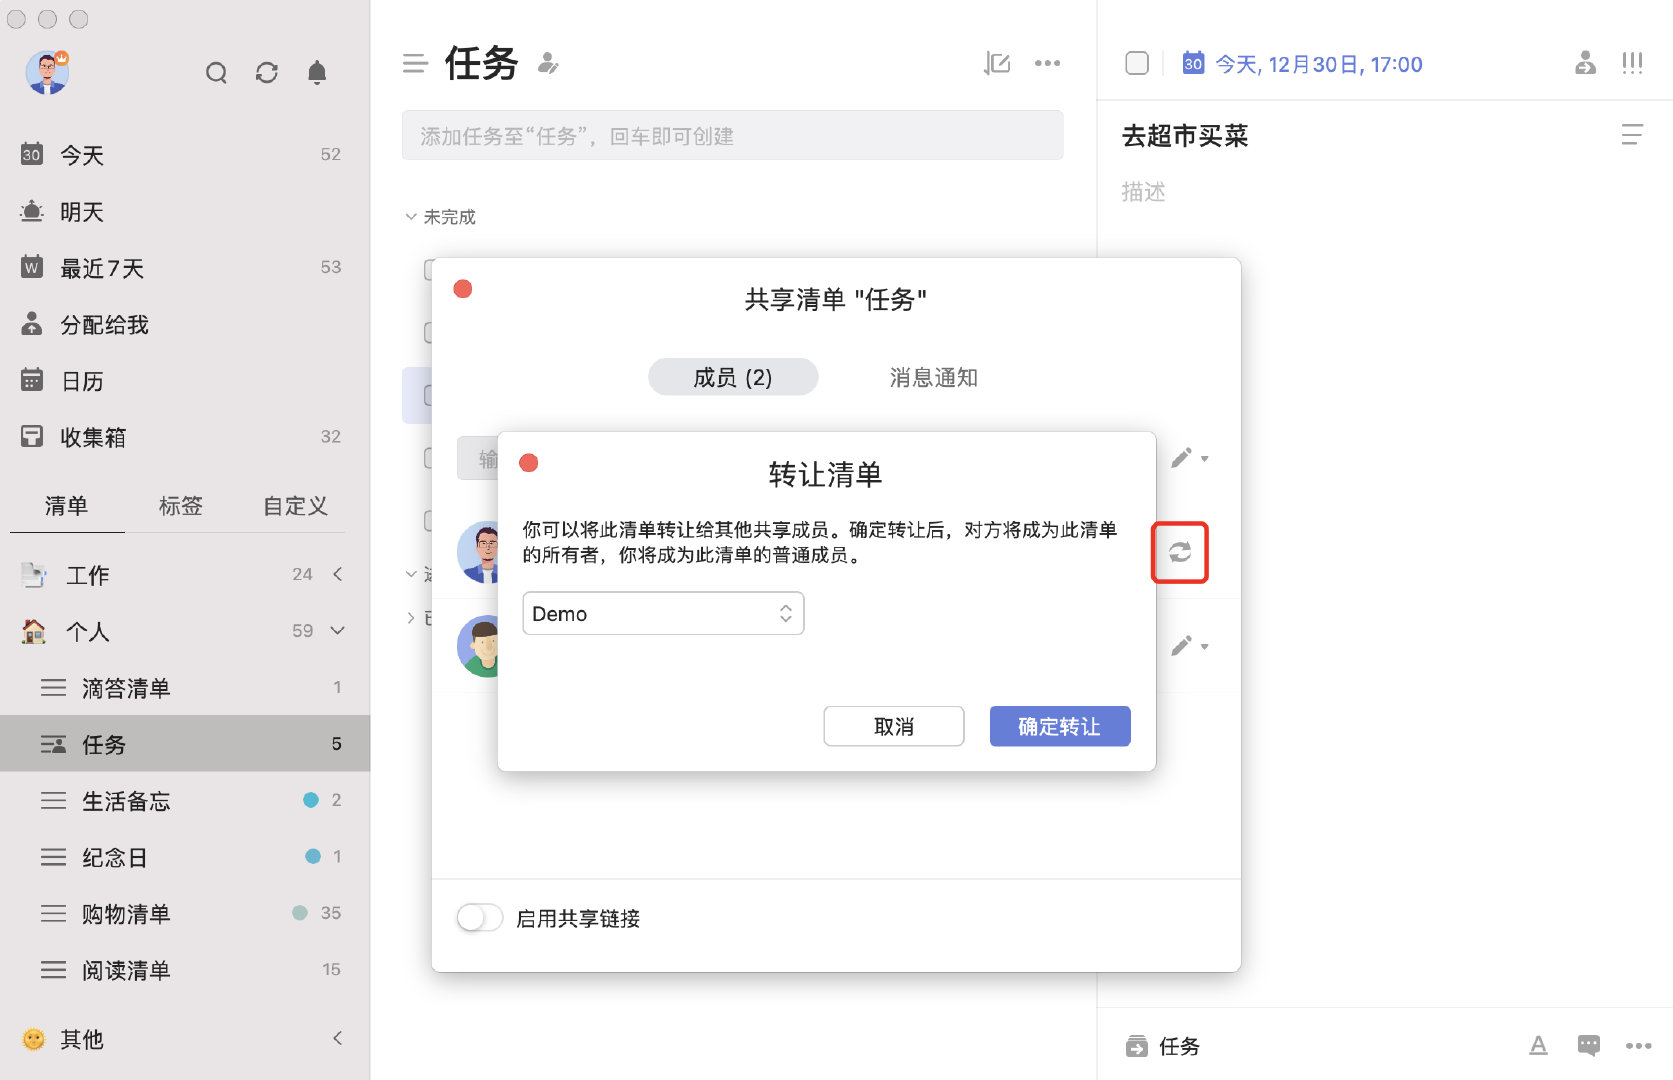 30 今天 52
明天
W 最近7天 53
分配给我
日历
收集箱 32
清单 标签 自定义
工作 24
个人 59
滴答清单 1
任务 5
生活备忘 2
纪念日 1
购物清单 35
阅读清单 15
其他
任务
添加任务至“任务”，回车即可创建
未完成
共享清单 "任务"
成员 (2) 消息通知
输
转让清单
你可以将此清单转让给其他共享成员。确定转让后，对方将成为此清单
的所有者，你将成为此清单的普通成员。
Demo
取消 确定转让
启用共享链接
30 今天, 12月30日, 17:00
去超市买菜
描述
任务 A